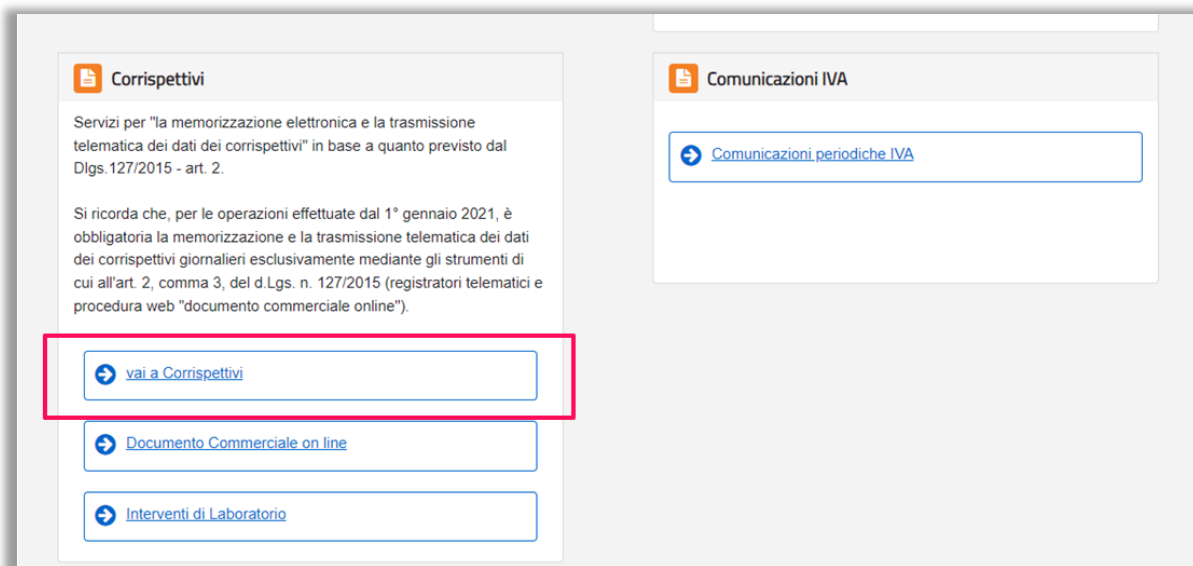 Corrispettivi
Servizi per "la memorizzazione elettronica e la trasmissione
telematica dei dati dei corrispettivi" in base a quanto previsto dal
Dlgs.127/2015 - art. 2.
Si ricorda che, per le operazioni effettuate dal 1° gennaio 2021, è
obbligatoria la memorizzazione e la trasmissione telematica dei dati
dei corrispettivi giornalieri esclusivamente mediante gli strumenti di
cui all'art. 2, comma 3, del d.Lgs. n. 127/2015 (registratori telematici e
procedura web "documento commerciale online").
vai a Corrispettivi
Documento Commerciale on line
Interventi di Laboratorio
Comunicazioni IVA
Comunicazioni periodiche IVA